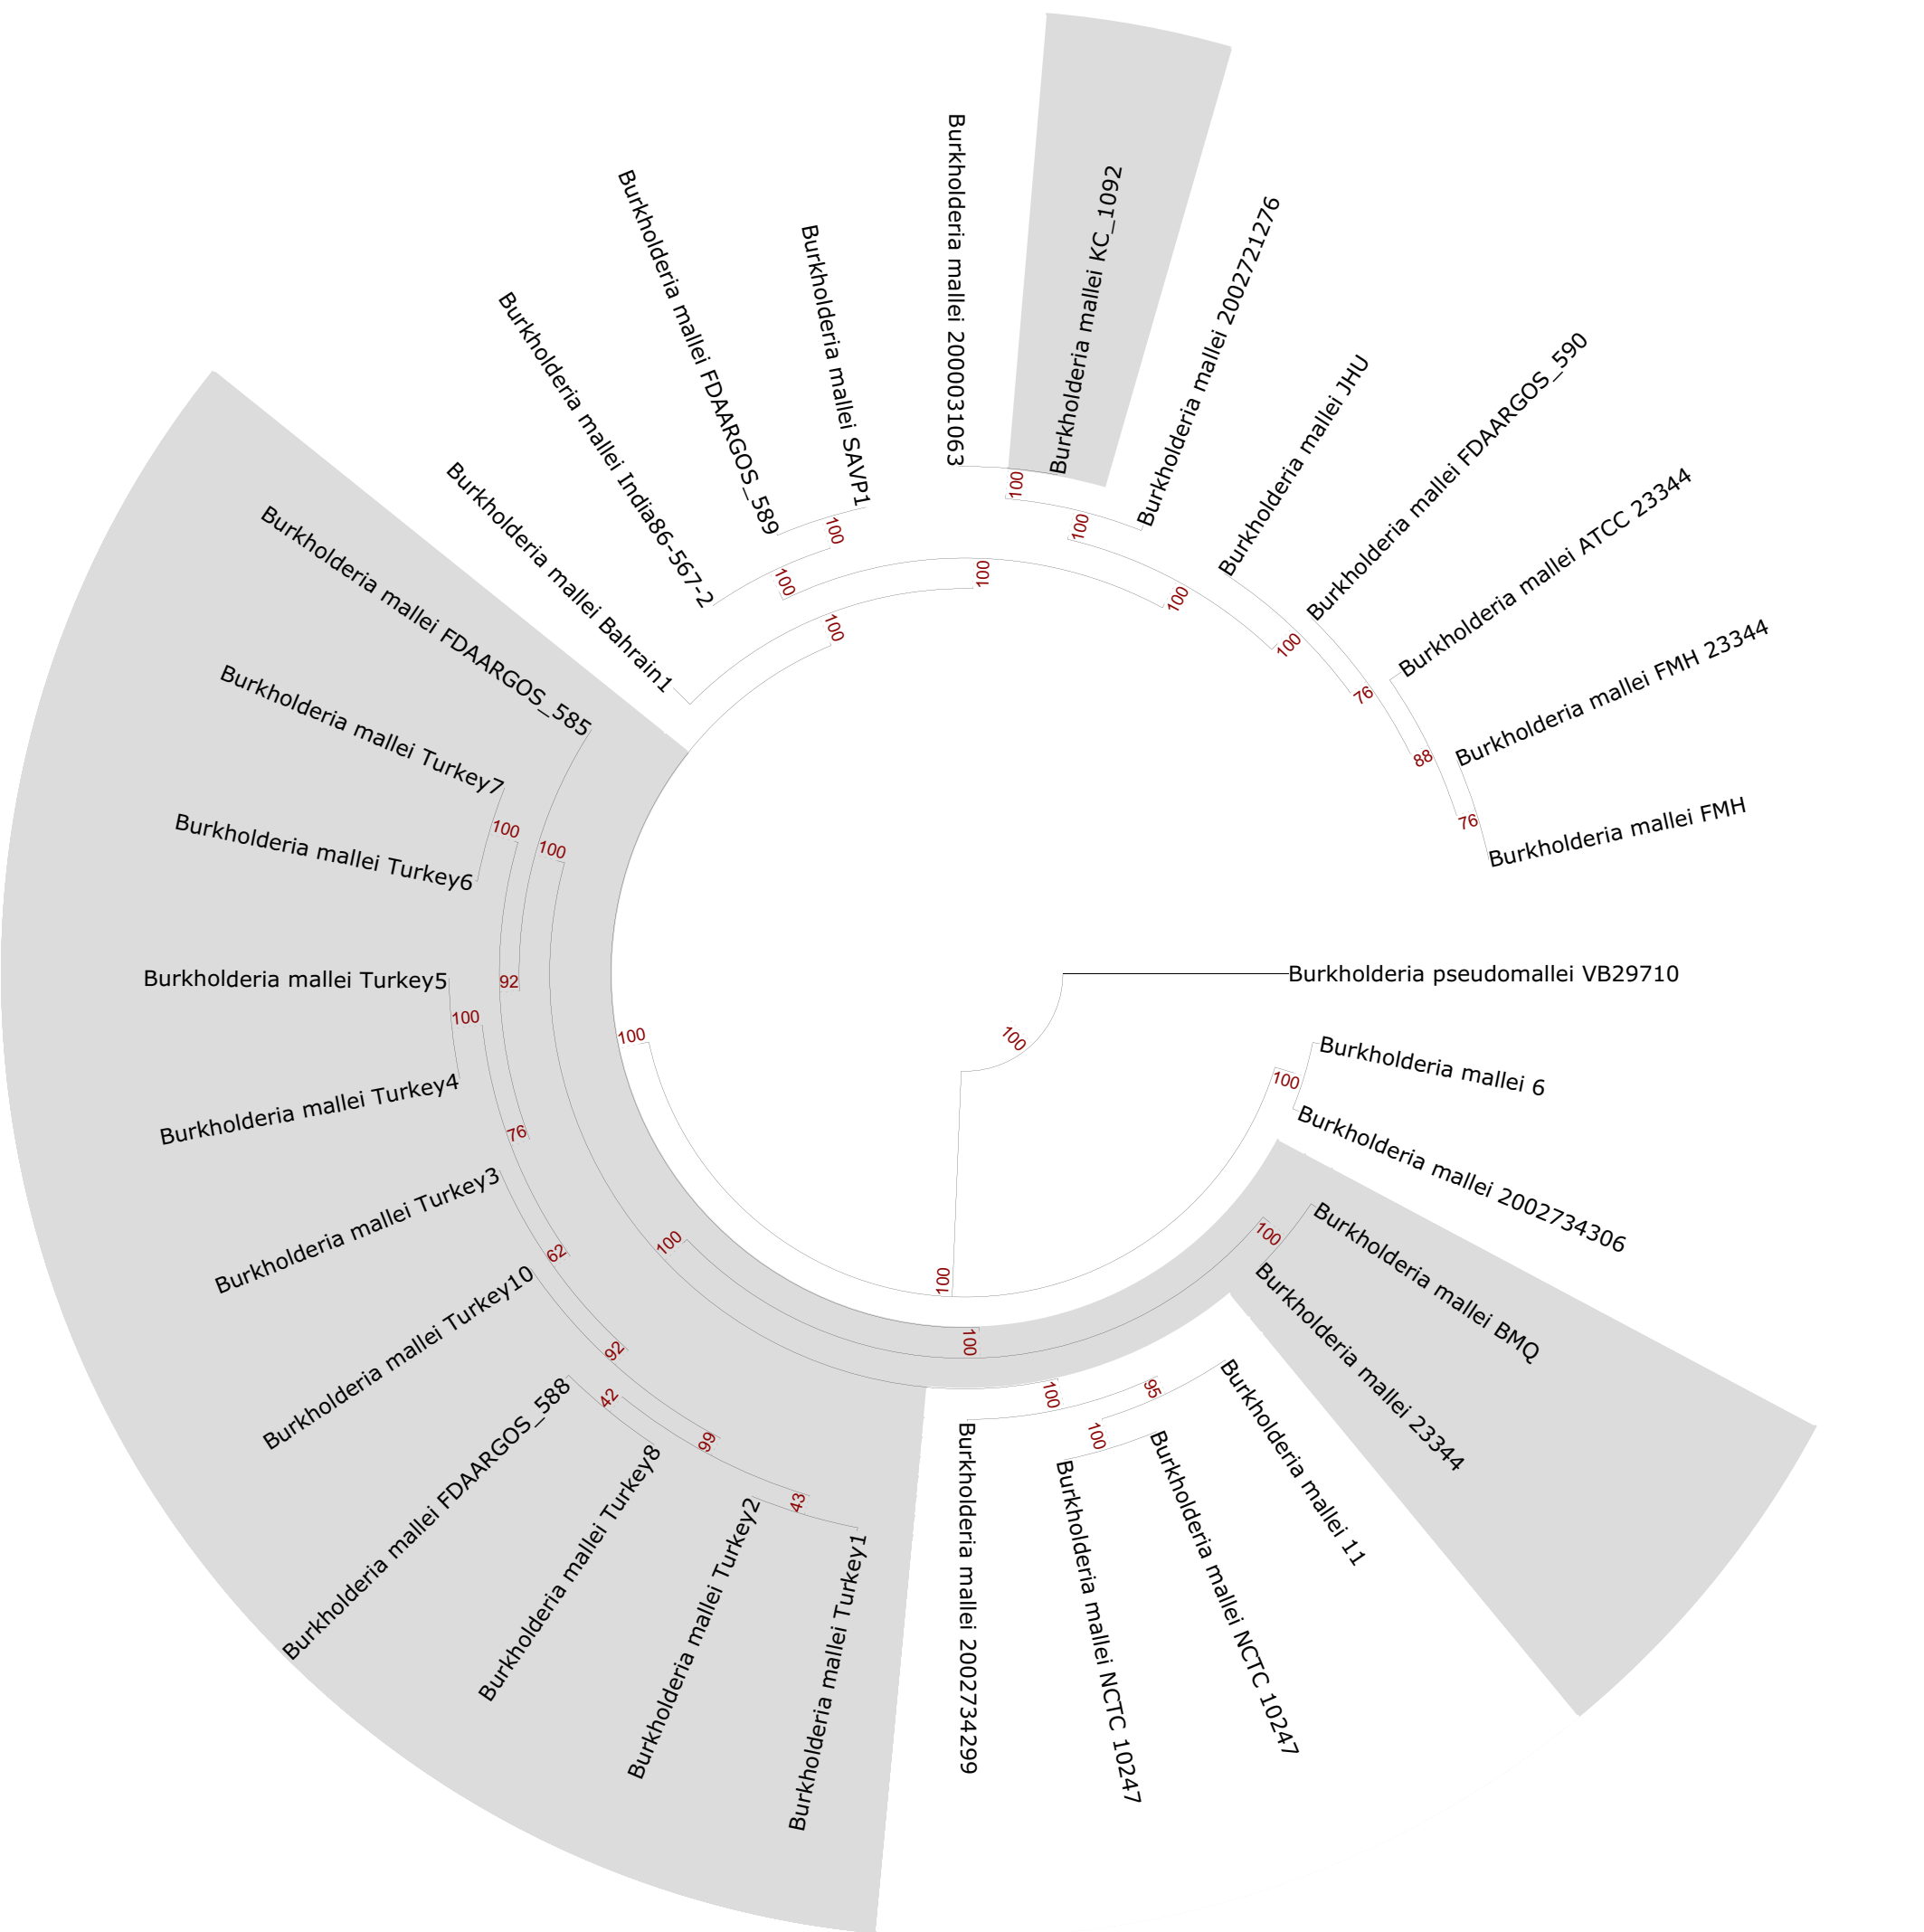 Burkholderia mallei 2000031063
Burkholderia mallei KC_1092
Burkholderia mallei 2002721276
Burkholderia mallei JHU
Burkholderia mallei FDAARGOS_590
Burkholderia mallei ATCC 23344
Burkholderia mallei FMH 23344
Burkholderia mallei FMH
Burkholderia pseudomallei VB29710
Burkholderia mallei 6
Burkholderia mallei 2002734306
Burkholderia mallei BMQ
Burkholderia mallei 23344
Burkholderia mallei 11
Burkholderia mallei NCTC 10247
Burkholderia mallei NCTC 10247
Burkholderia mallei 2002734299
Burkholderia mallei Turkey1
Burkholderia mallei Turkey2
Burkholderia mallei Turkey8
Burkholderia mallei FDAARGOS_588
Burkholderia mallei Turkey10
Burkholderia mallei Turkey3
Burkholderia mallei Turkey4
Burkholderia mallei Turkey5
Burkholderia mallei Turkey6
Burkholderia mallei Turkey7
Burkholderia mallei FDAARGOS_585
Burkholderia mallei Bahrain1
Burkholderia mallei India86-567-2
Burkholderia mallei FDAARGOS_589
Burkholderia mallei SAVP1
100
100
100
100
100
100
100
100
76
88
76
100
100
100
100
100
92
100
76
62
92
42
99
43
100
100
100
95
100
100
100
100